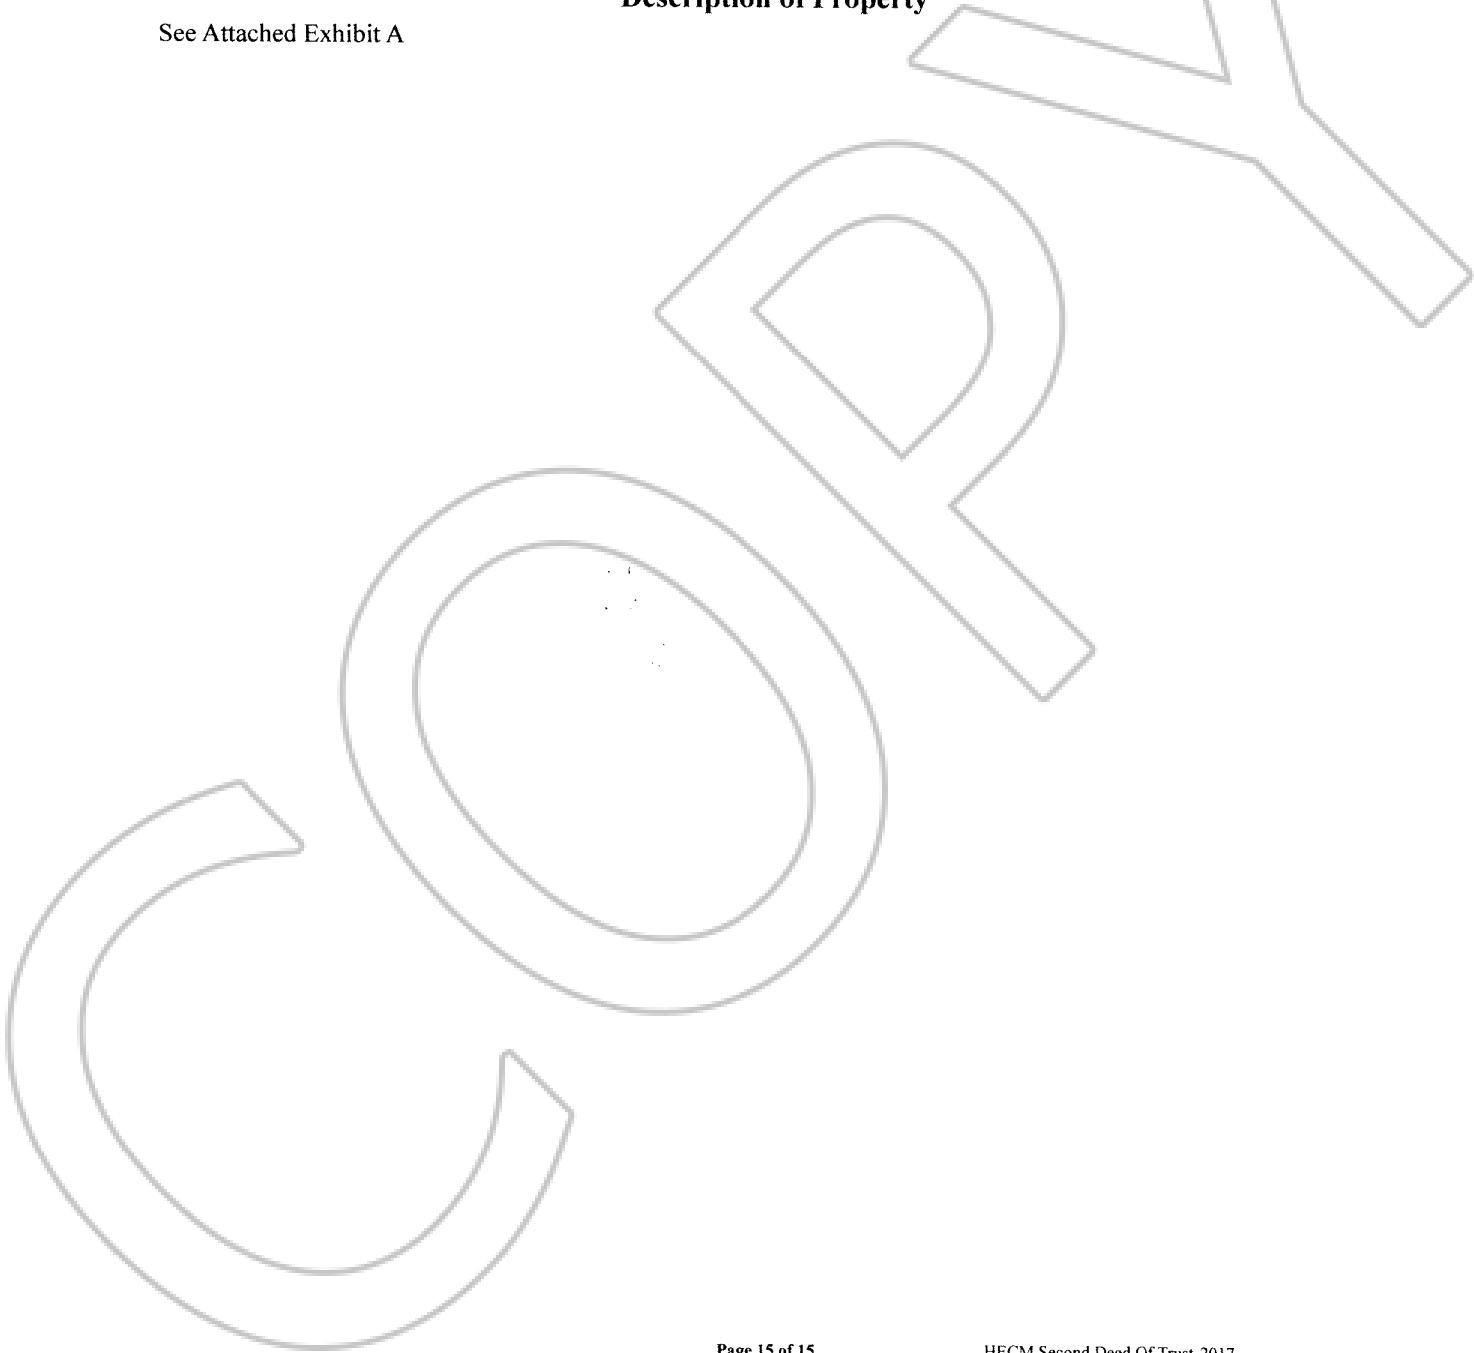 Description of Property
See Attached Exhibit A
COPY
Page 15 of 15
HECM Second Deed Of Trust-2017